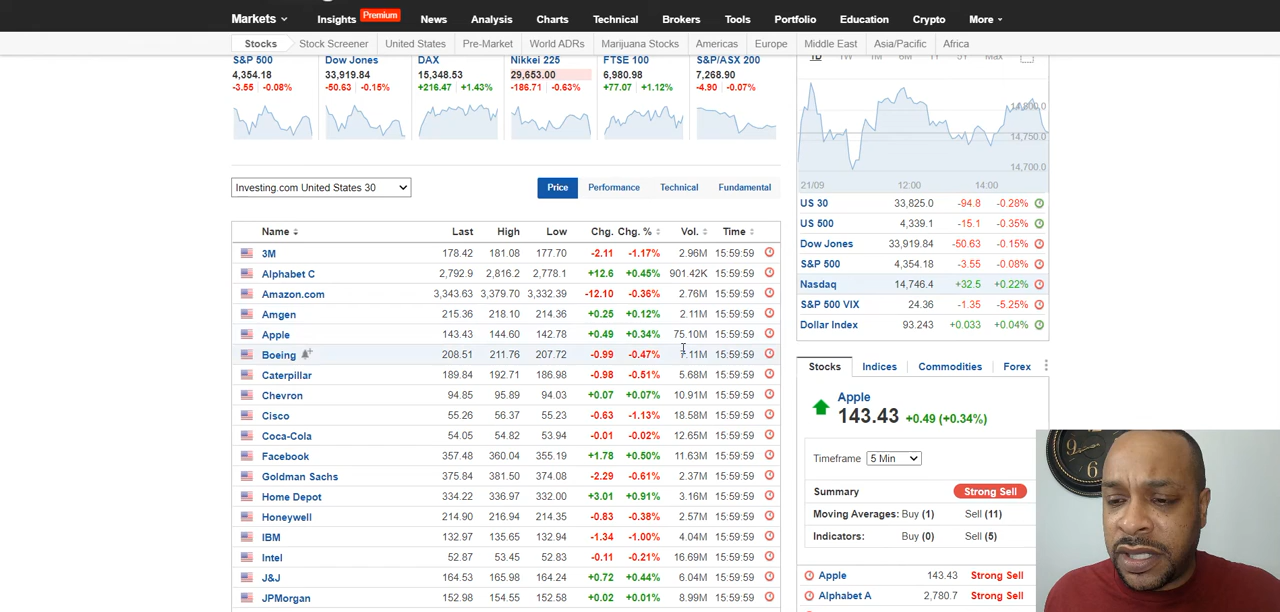 Markets Insights Premium News Analysis Charts Technical Brokers Tools Portfolio Education Crypto More
Stocks Stock Screener United States Pre-Market World ADRs Marijuana Stocks Americas Europe Middle East Asia/Pacific Africa
S&P 500 Dow Jones DAX Nikkei 225 FTSE 100 S&P/ASX 200
4,354.18 33,919.84 15,348.53 29,653.00 6,980.98 7,268.90
-3.55 -0.08% -50.63 -0.15% +216.47 +1.43% -186.71 -0.63% +77.07 +1.12% -4.90 -0.07%
Investing.com United States 30 Price Performance Technical Fundamental
Name Last High Low Chg. Chg. % Vol. Time
3M 178.42 181.08 177.70 -2.11 -1.17% 2.96M 15:59:59
Alphabet C 2,792.9 2,816.2 2,778.1 +12.6 +0.45% 901.42K 15:59:59
Amazon.com 3,343.63 3,379.70 3,332.39 -12.10 -0.36% 2.76M 15:59:59
Amgen 215.36 218.10 214.36 +0.25 +0.12% 2.11M 15:59:59
Apple 143.43 144.60 142.78 +0.49 +0.34% 75.10M 15:59:59
Boeing 208.51 211.76 207.72 -0.99 -0.47% 7.11M 15:59:59
Caterpillar 189.84 192.71 186.98 -0.98 -0.51% 5.68M 15:59:59
Chevron 94.85 95.89 94.03 +0.07 +0.07% 10.91M 15:59:59
Cisco 55.26 56.37 55.23 -0.63 -1.13% 18.58M 15:59:59
Coca-Cola 54.05 54.82 53.94 -0.01 -0.02% 12.65M 15:59:59
Facebook 357.48 360.04 355.19 +1.78 +0.50% 11.63M 15:59:59
Goldman Sachs 375.84 381.50 374.08 -2.29 -0.61% 2.37M 15:59:59
Home Depot 334.22 336.97 332.00 +3.01 +0.91% 3.16M 15:59:59
Honeywell 214.90 216.94 214.35 -0.83 -0.38% 2.57M 15:59:59
IBM 132.97 135.65 132.94 -1.34 -1.00% 4.04M 15:59:59
Intel 52.87 53.45 52.83 -0.11 -0.21% 16.69M 15:59:59
J&J 164.53 165.98 164.24 +0.72 +0.44% 6.04M 15:59:59
JPMorgan 152.98 154.55 152.58 +0.02 +0.01% 8.99M 15:59:59
1D 1W 1M 6M 1Y 5Y Max
14,800.0
14,750.0
14,700.0
21/09 12:00 14:00
US 30 33,825.0 -94.8 -0.28%
US 500 4,339.1 -15.1 -0.35%
Dow Jones 33,919.84 -50.63 -0.15%
S&P 500 4,354.18 -3.55 -0.08%
Nasdaq 14,746.4 +32.5 +0.22%
S&P 500 VIX 24.36 -1.35 -5.25%
Dollar Index 93.243 +0.033 +0.04%
Stocks Indices Commodities Forex
Apple
143.43 +0.49 (+0.34%)
Timeframe 5 Min
Summary Strong Sell
Moving Averages: Buy (1) Sell (11)
Indicators: Buy (0) Sell (5)
Apple 143.43 Strong Sell
Alphabet A 2,780.7 Strong Sell